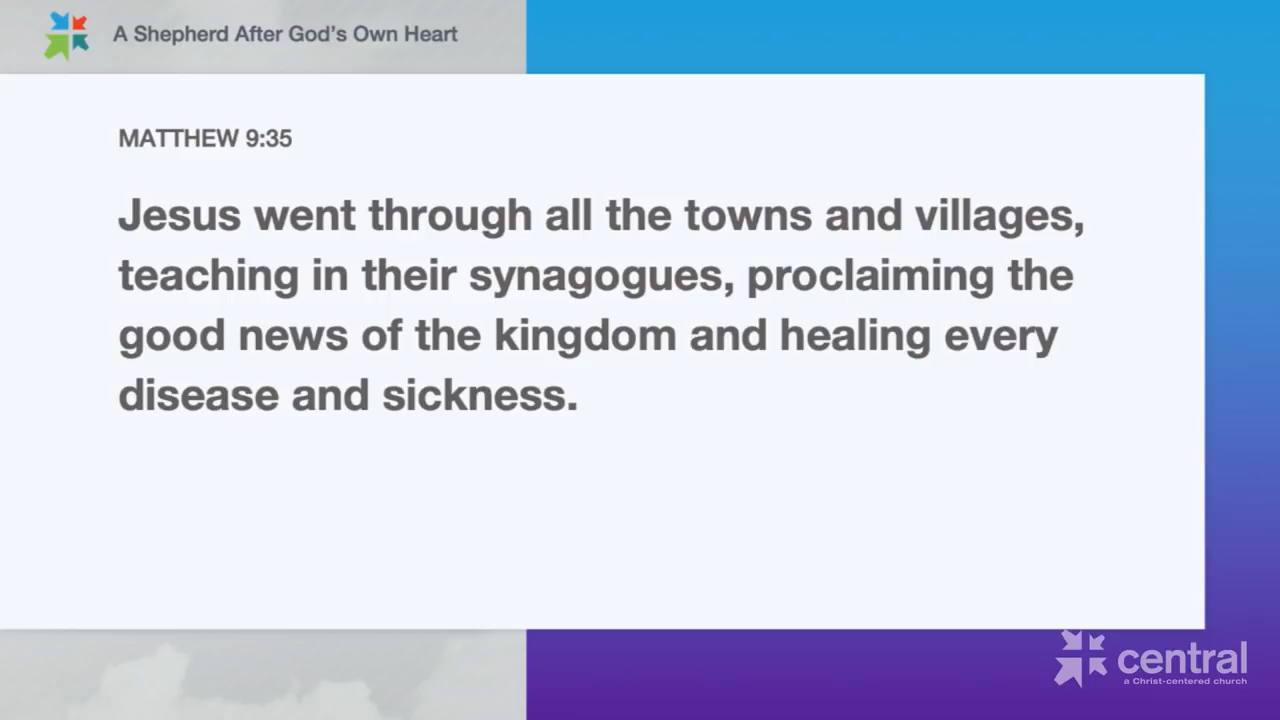 A Shepherd After God's Own Heart
MATTHEW 9:35
Jesus went through all the towns and villages,
teaching in their synagogues, proclaiming the
good news of the kingdom and healing every
disease and sickness.
central
a Christ-centered church